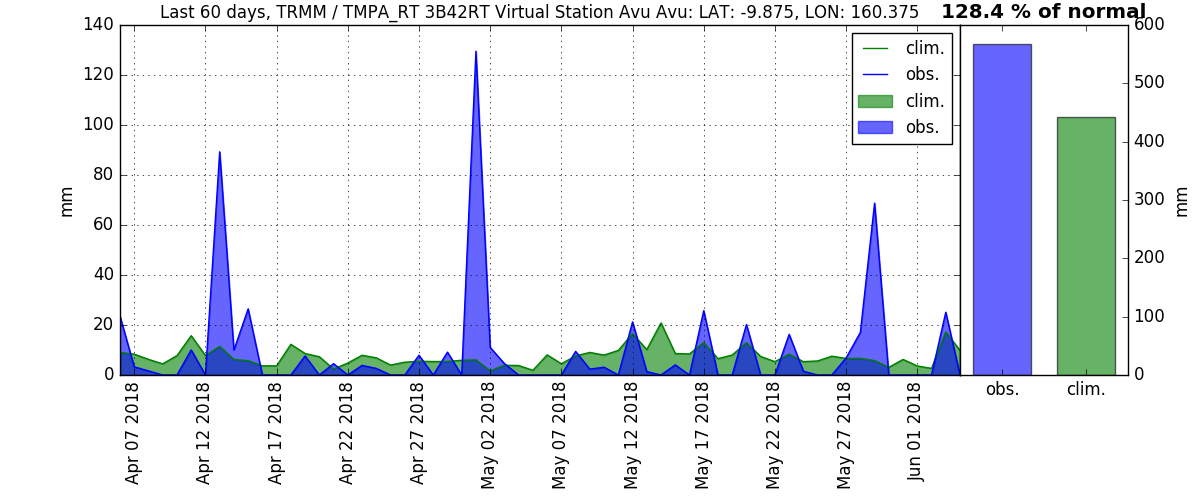 Last 60 days, TRMM / TMPA_RT 3B42RT Virtual Station Avu Avu: LAT: -9.875, LON: 160.375
128.4 % of normal
140
120
100
80
60
40
20
0
mm
clim.
obs.
clim.
obs.
600
500
400
300
200
100
0
mm
Apr 07 2018
Apr 12 2018
Apr 17 2018
Apr 22 2018
Apr 27 2018
May 02 2018
May 07 2018
May 12 2018
May 17 2018
May 22 2018
May 27 2018
Jun 01 2018
obs.
clim.